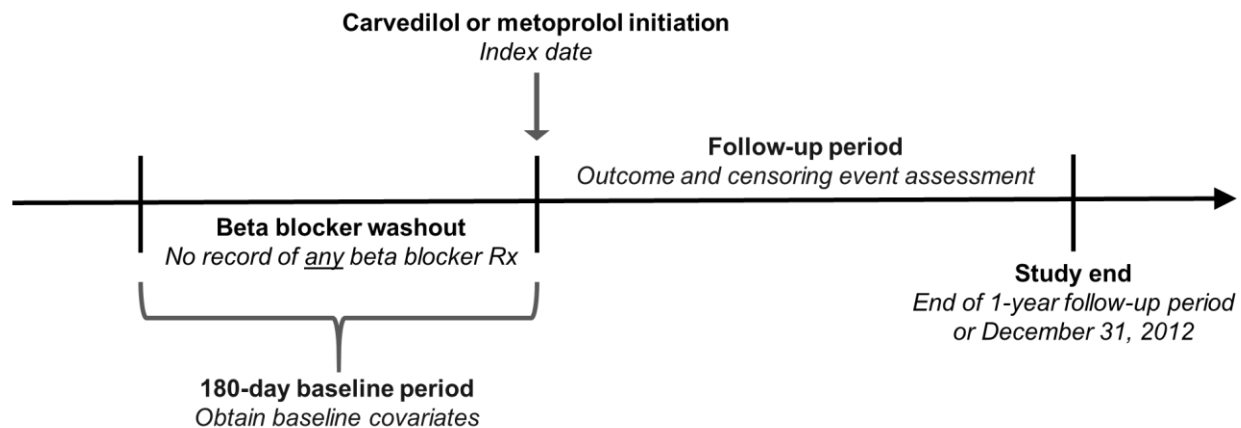 Carvedilol or metoprolol initiation
Index date
Follow-up period
Outcome and censoring event assessment
Beta blocker washout
No record of any beta blocker Rx
Study end
End of 1-year follow-up period
or December 31, 2012
180-day baseline period
Obtain baseline covariates